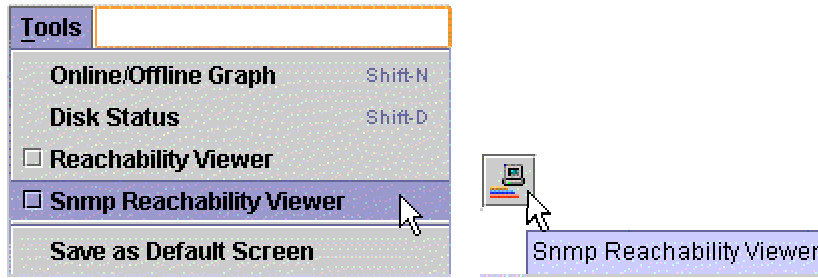 Tools
Online/Offline Graph Shift-N
Disk Status Shift-D
Reachability Viewer
Snmp Reachability Viewer
Save as Default Screen
Snmp Reachability Viewer